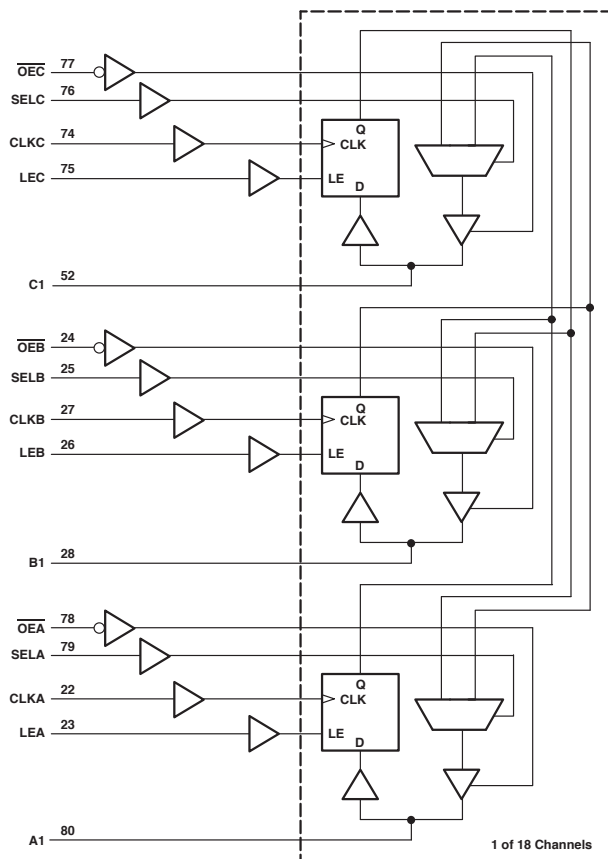 OEC 77
SELC 76
CLKC 74
LEC 75
Q
CLK
LE
D
C1 52
OEB 24
SELB 25
CLKB 27
LEB 26
Q
CLK
LE
D
B1 28
OEA 78
SELA 79
CLKA 22
LEA 23
Q
CLK
LE
D
A1 80
1 of 18 Channels